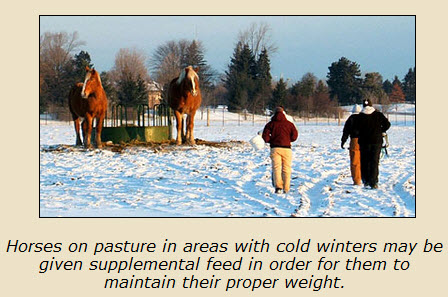 Horses on pasture in areas with cold winters may be
given supplemental feed in order for them to
maintain their proper weight.